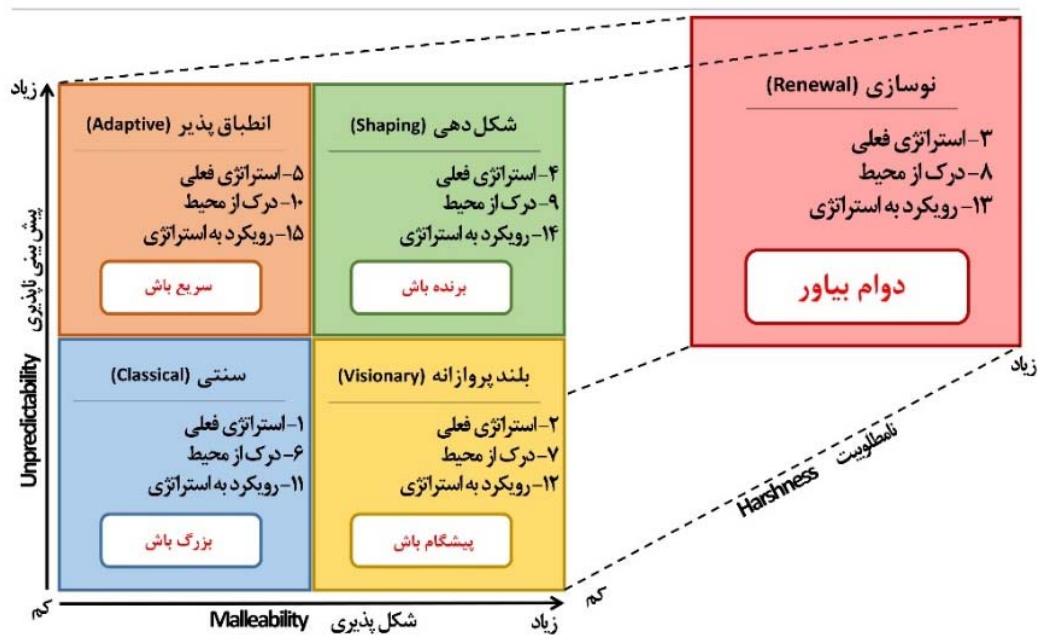 نوسازی (Renewal)
۳-استراتژی فعلی
۸-درک از محیط
۱۳-رویکرد به استراتژی
دوام بیاور
زیاد
شکل دهی (Shaping)
۴-استراتژی فعلی
۹-درک از محیط
۱۴-رویکرد به استراتژی
برنده باش
انطباق پذیر (Adaptive)
۵-استراتژی فعلی
۱۰-درک از محیط
۱۵-رویکرد به استراتژی
سریع باش
زیاد
پیش بینی ناپذیری
Unpredictability
بلند پروازانه (Visionary)
۲-استراتژی فعلی
۷-درک از محیط
۱۲-رویکرد به استراتژی
پیشگام باش
سنتی (Classical)
۱-استراتژی فعلی
۶-درک از محیط
۱۱-رویکرد به استراتژی
بزرگ باش
نامطلوبیت
Harshness
کم
زیاد
شکل پذیری Malleability
کم